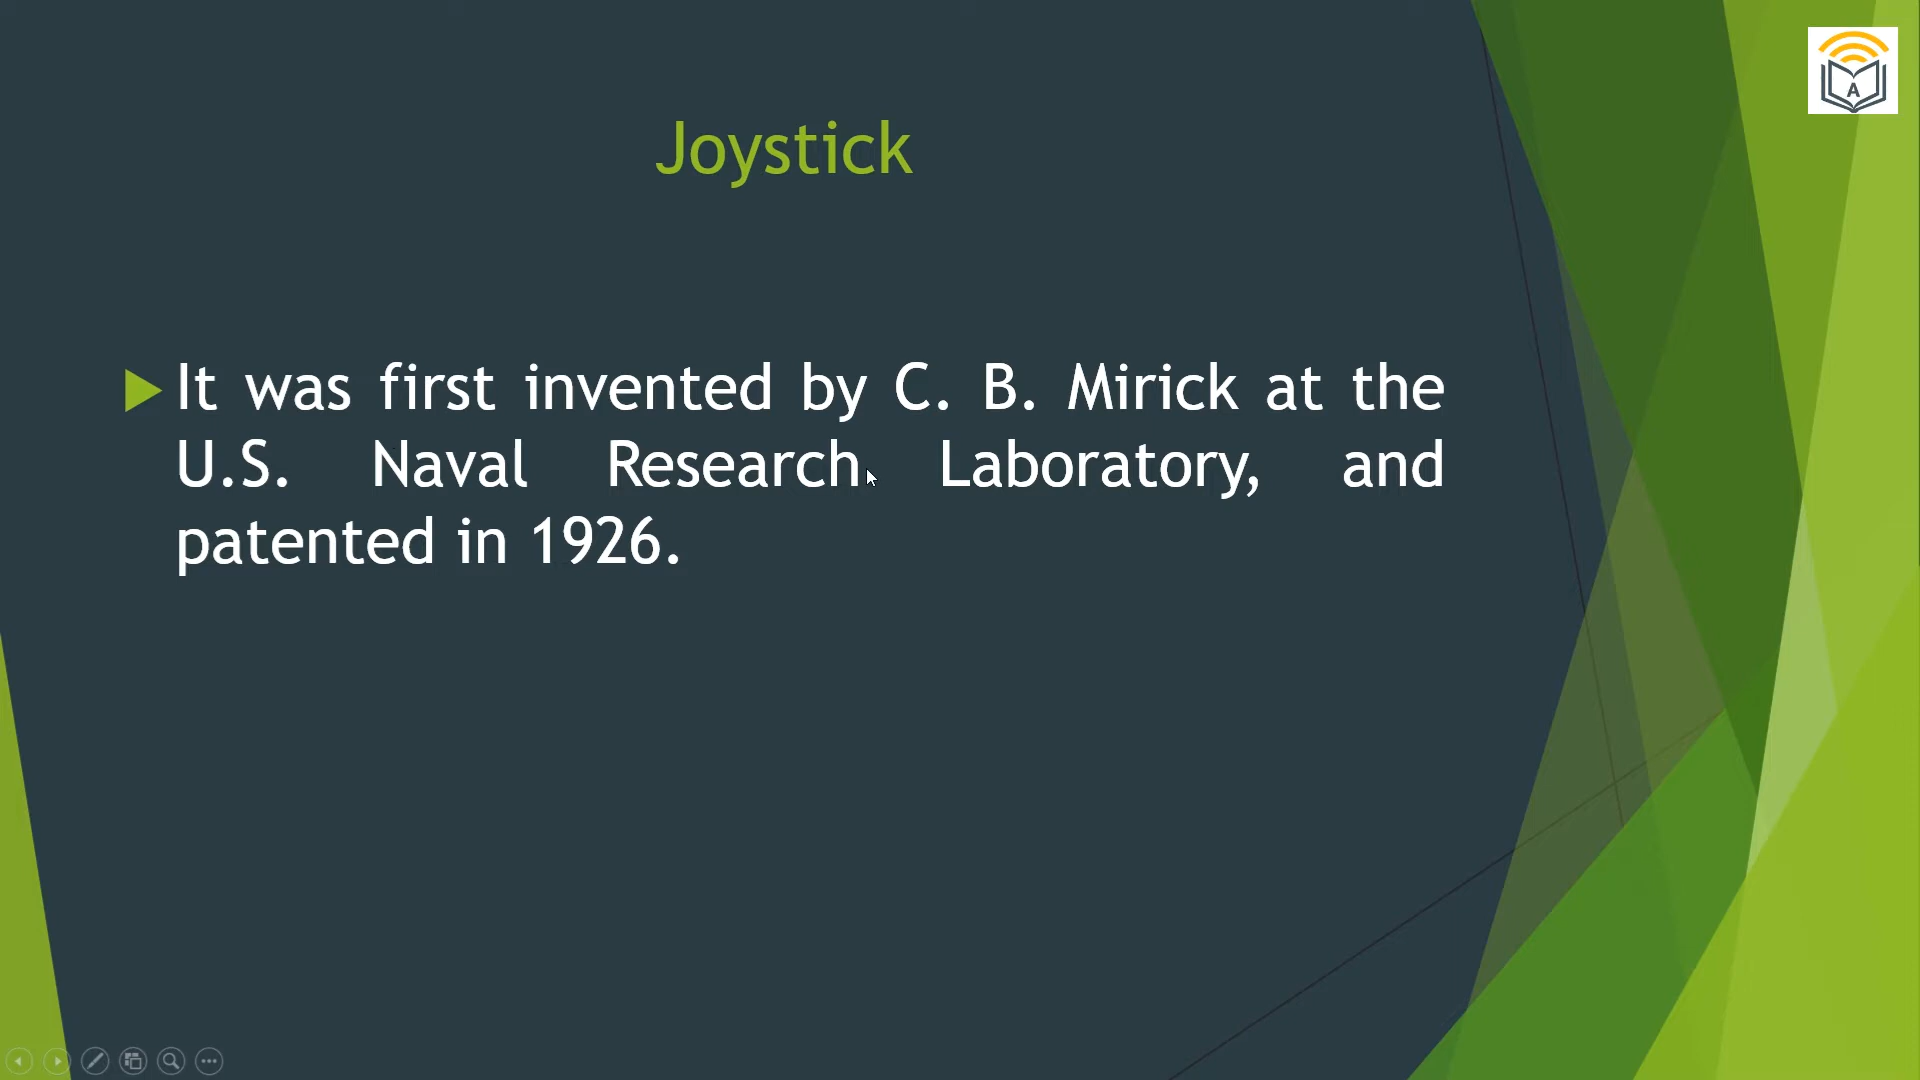 A
Joystick
It was first invented by C. B. Mirick at the
U.S. Naval Research Laboratory, and
patented in 1926.